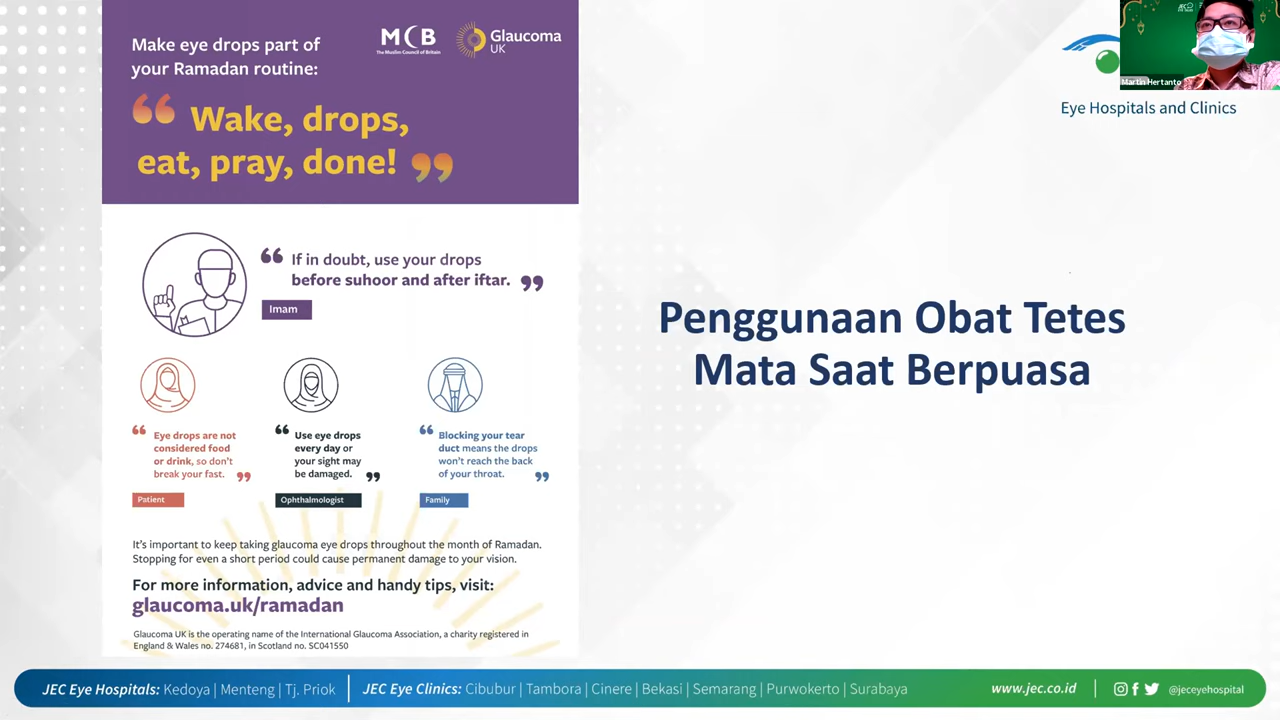 Make eye drops part of
your Ramadan routine:
MCB
The Muslim Council of Britain
Glaucoma
UK
“ Wake, drops,
eat, pray, done! ”
“ If in doubt, use your drops
before suhoor and after iftar. ”
Imam
“ Eye drops are not
considered food
or drink, so don’t
break your fast. ”
Patient
“ Use eye drops
every day or
your sight may
be damaged. ”
Ophthalmologist
“ Blocking your tear
duct means the drops
won’t reach the back
of your throat. ”
Family
It’s important to keep taking glaucoma eye drops throughout the month of Ramadan.
Stopping for even a short period could cause permanent damage to your vision.
For more information, advice and handy tips, visit:
glaucoma.uk/ramadan
Glaucoma UK is the operating name of the International Glaucoma Association, a charity registered in
England & Wales no. 274681, in Scotland no. SC041550
JEC
Martin Hertanto
Eye Hospitals and Clinics
Penggunaan Obat Tetes
Mata Saat Berpuasa
JEC Eye Hospitals: Kedoya | Menteng | Tj. Priok
JEC Eye Clinics: Cibubur | Tambora | Cinere | Bekasi | Semarang | Purwokerto | Surabaya
www.jec.co.id
@jeceyehospital